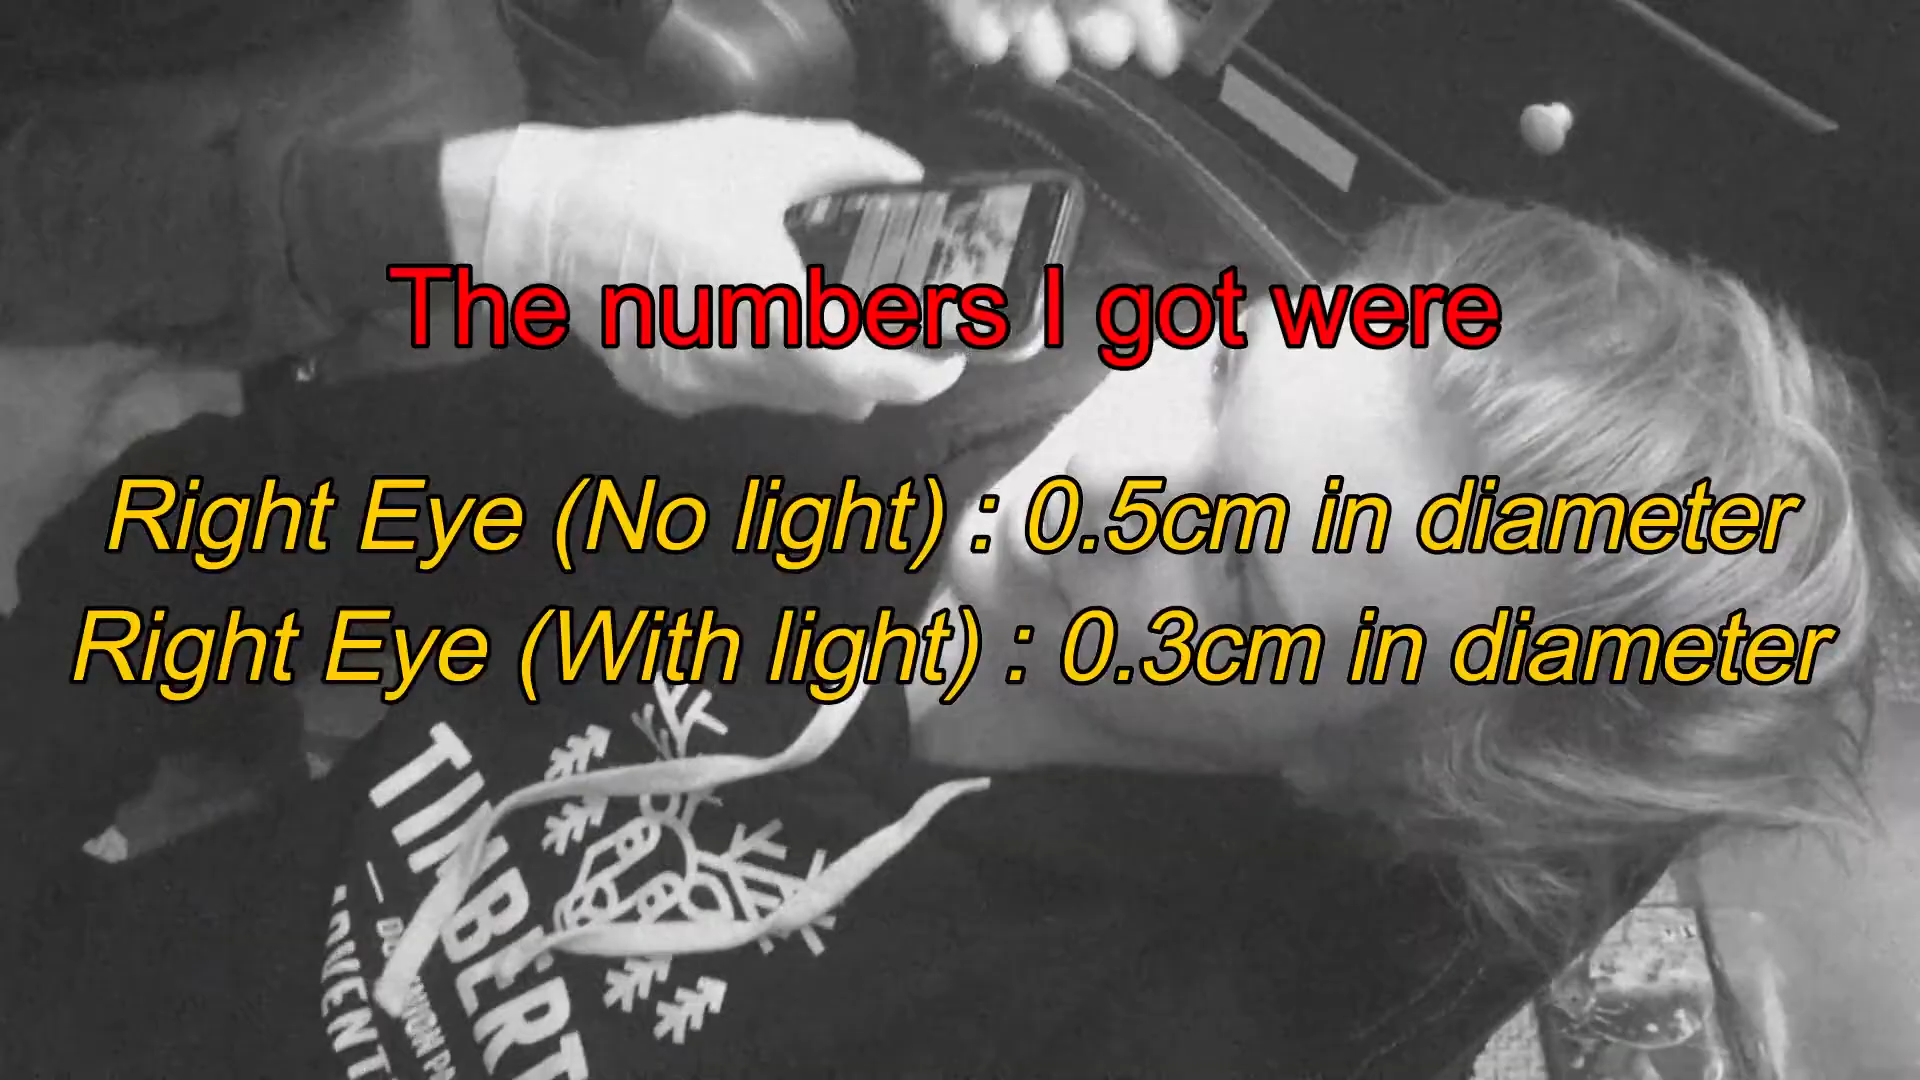 The numbers I got were
Right Eye (No light) : 0.5cm in diameter
Right Eye (With light) : 0.3cm in diameter